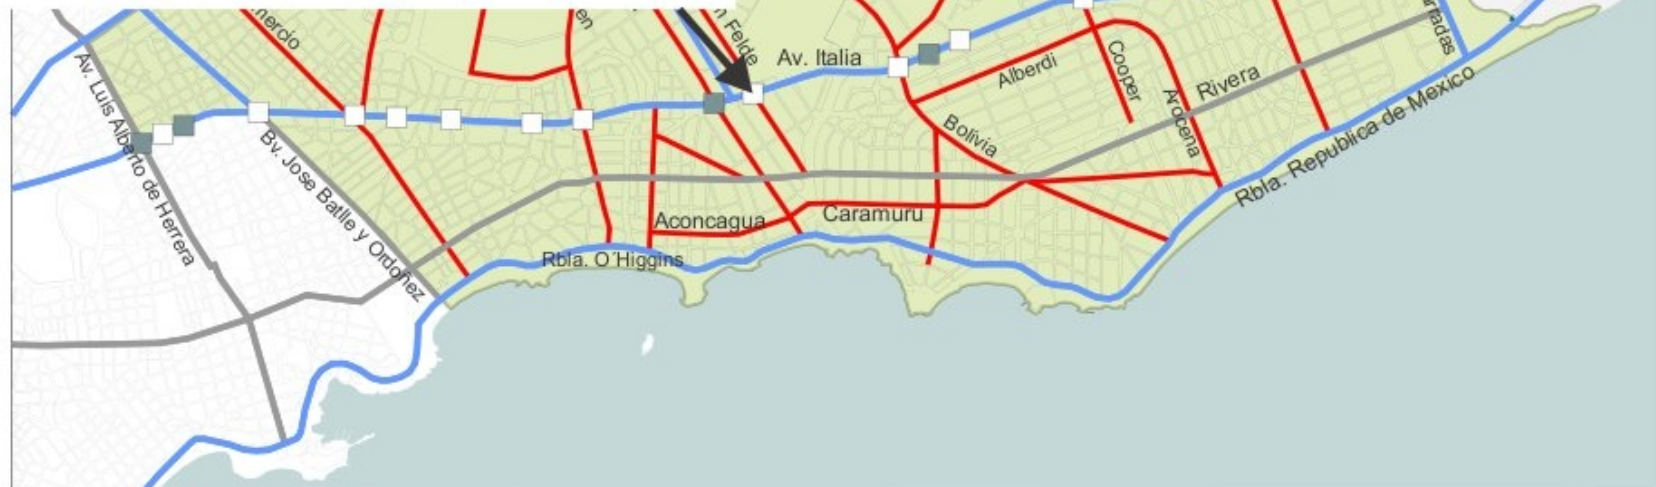 Av. Italia
Alberdi
Cooper
Rivera
Arocena
Av. Luis Alberto de Herrera
Bv. Jose Batlle y Ordoñez
Bolivia
Rbla. Republica de Mexico
Aconcagua
Caramuru
Rbla. O´Higgins